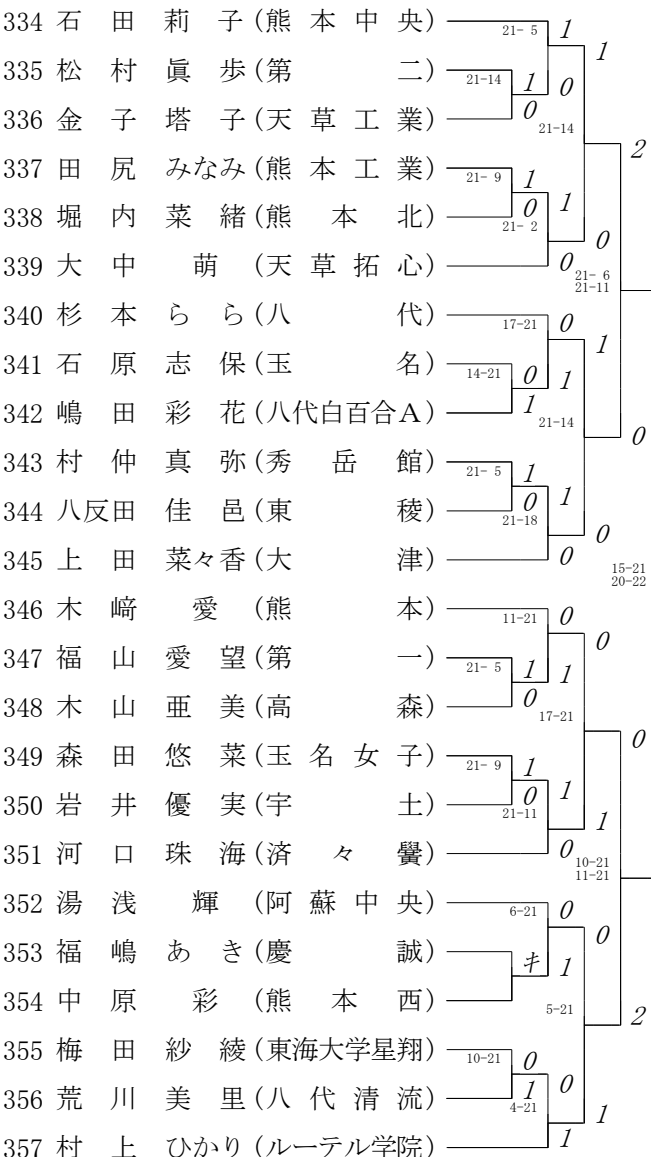 334 石田莉子(熊本中央) 21- 5 1
335 松村眞歩(第二) 21-14 1 0 1
336 金子塔子(天草工業) 0 21-14
2
337 田尻みなみ(熊本工業) 21- 9 1
338 堀内菜緒(熊本北) 0 21- 2 1 0
339 大中萌(天草拓心) 0 21- 6 21-11
340 杉本らら(八代) 17-21 0
341 石原志保(玉名) 14-21 0 1 1
342 嶋田彩花(八代白百合A) 1 21-14
0
343 村仲真弥(秀岳館) 21- 5 1
344 八反田佳邑(東稜) 0 21-18 1 0
345 上田菜々香(大津) 0
15-21
20-22
346 木﨑愛(熊本) 11-21 0
347 福山愛望(第一) 21- 5 1 1 0
348 木山亜美(高森) 0 17-21
0
349 森田悠菜(玉名女子) 21- 9 1
350 岩井優実(宇土) 0 21-11 1 1
351 河口珠海(済々黌) 0 10-21 11-21
352 湯浅輝(阿蘇中央) 6-21 0
353 福嶋あき(慶誠) キ 1 0
354 中原彩(熊本西) 5-21
2
355 梅田紗綾(東海大学星翔) 10-21 0
356 荒川美里(八代清流) 1 4-21 0 1
357 村上ひかり(ルーテル学院) 1